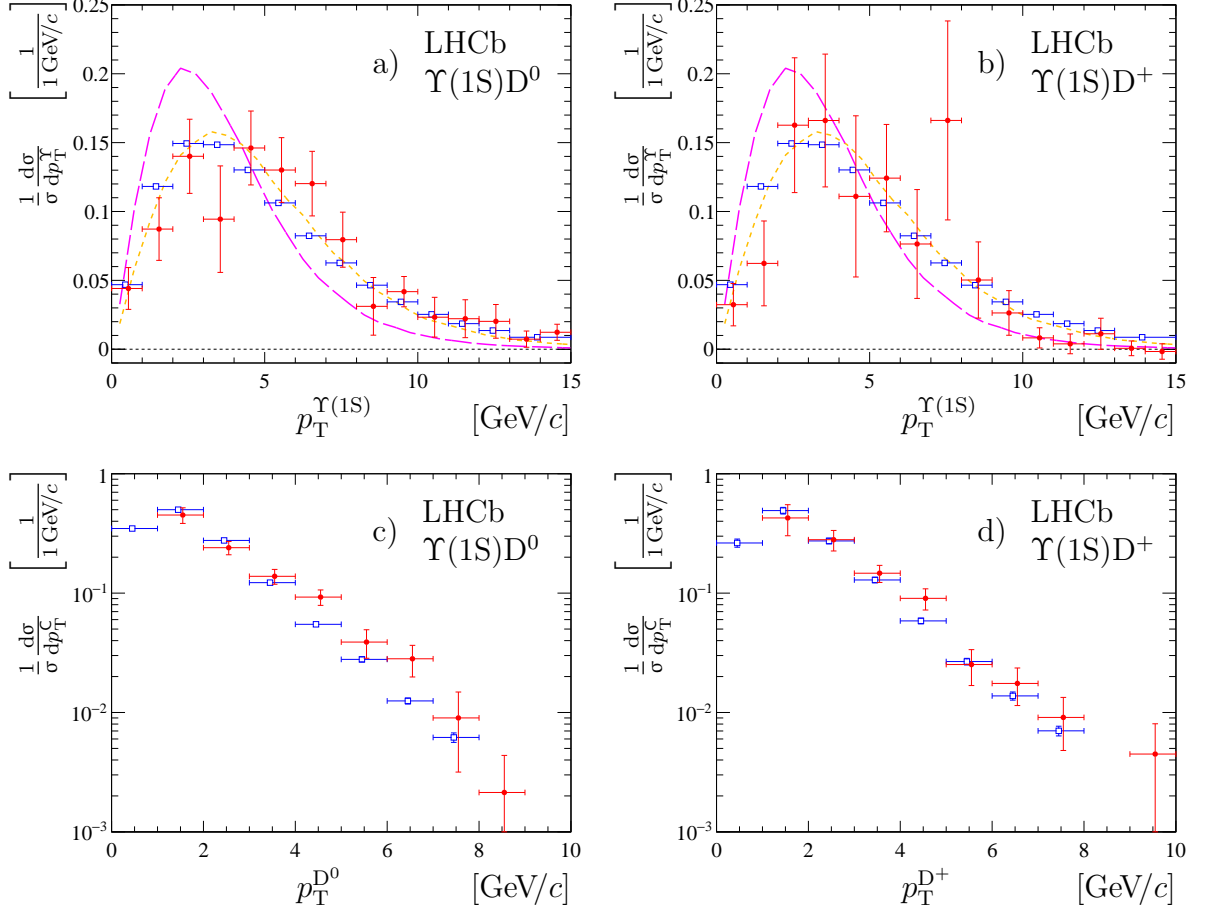 [1/(1 GeV/c)]
1/σ dσ/dp_T^Υ
0.25
0.2
0.15
0.1
0.05
0
LHCb
a) Υ(1S)D⁰
0 5 10 15
p_T^Υ(1S) [GeV/c]
[1/(1 GeV/c)]
1/σ dσ/dp_T^Υ
0.25
0.2
0.15
0.1
0.05
0
LHCb
b) Υ(1S)D⁺
0 5 10 15
p_T^Υ(1S) [GeV/c]
[1/(1 GeV/c)]
1/σ dσ/dp_T^C
1
10⁻¹
10⁻²
10⁻³
LHCb
c) Υ(1S)D⁰
0 2 4 6 8 10
p_T^D⁰ [GeV/c]
[1/(1 GeV/c)]
1/σ dσ/dp_T^C
1
10⁻¹
10⁻²
10⁻³
LHCb
d) Υ(1S)D⁺
0 2 4 6 8 10
p_T^D⁺ [GeV/c]